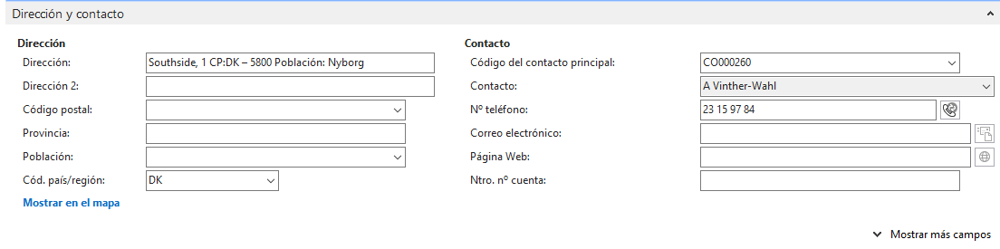 Dirección y contacto
Dirección
Dirección: Southside, 1 CP:DK – 5800 Población: Nyborg
Dirección 2:
Código postal:
Provincia:
Población:
Cód. país/región: DK
Mostrar en el mapa
Contacto
Código del contacto principal: CO000260
Contacto: A Vinther-Wahl
Nº teléfono: 23 15 97 84
Correo electrónico:
Página Web:
Ntro. nº cuenta:
Mostrar más campos